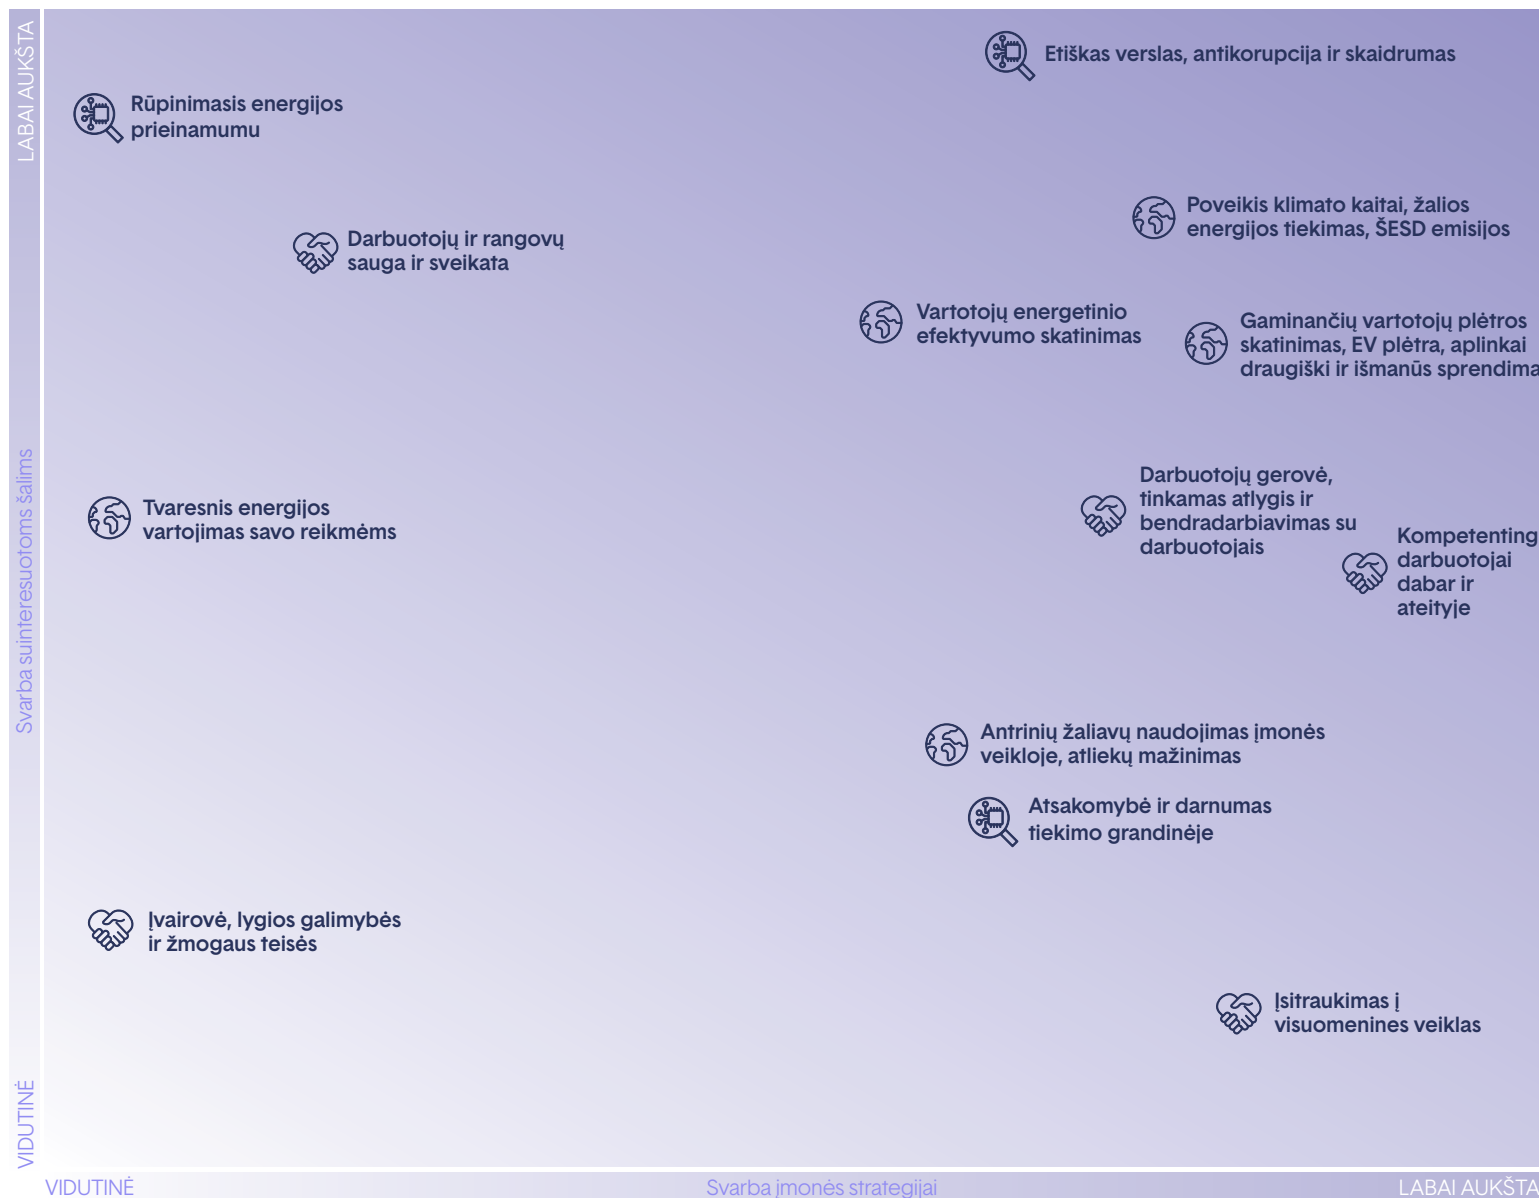 LABAI AUKŠTA
Svarba suinteresuotoms šalims
VIDUTINĖ
Etiškas verslas, antikorupcija ir skaidrumas
Rūpinimasis energijos
prieinamumu
Poveikis klimato kaitai, žalios
energijos tiekimas, ŠESD emisijos
Darbuotojų ir rangovų
sauga ir sveikata
Vartotojų energetinio
efektyvumo skatinimas
Gaminančių vartotojų plėtros
skatinimas, EV plėtra, aplinkai
draugiški ir išmanūs sprendima
Darbuotojų gerovė,
tinkamas atlygis ir
bendradarbiavimas su
darbuotojais
Tvaresnis energijos
vartojimas savo reikmėms
Kompetenting
darbuotojai
dabar ir
ateityje
Antrinių žaliavų naudojimas įmonės
veikloje, atliekų mažinimas
Atsakomybė ir darnumas
tiekimo grandinėje
Įvairovė, lygios galimybės
ir žmogaus teisės
Įsitraukimas į
visuomenines veiklas
VIDUTINĖ
Svarba įmonės strategijai
LABAI AUKŠTA